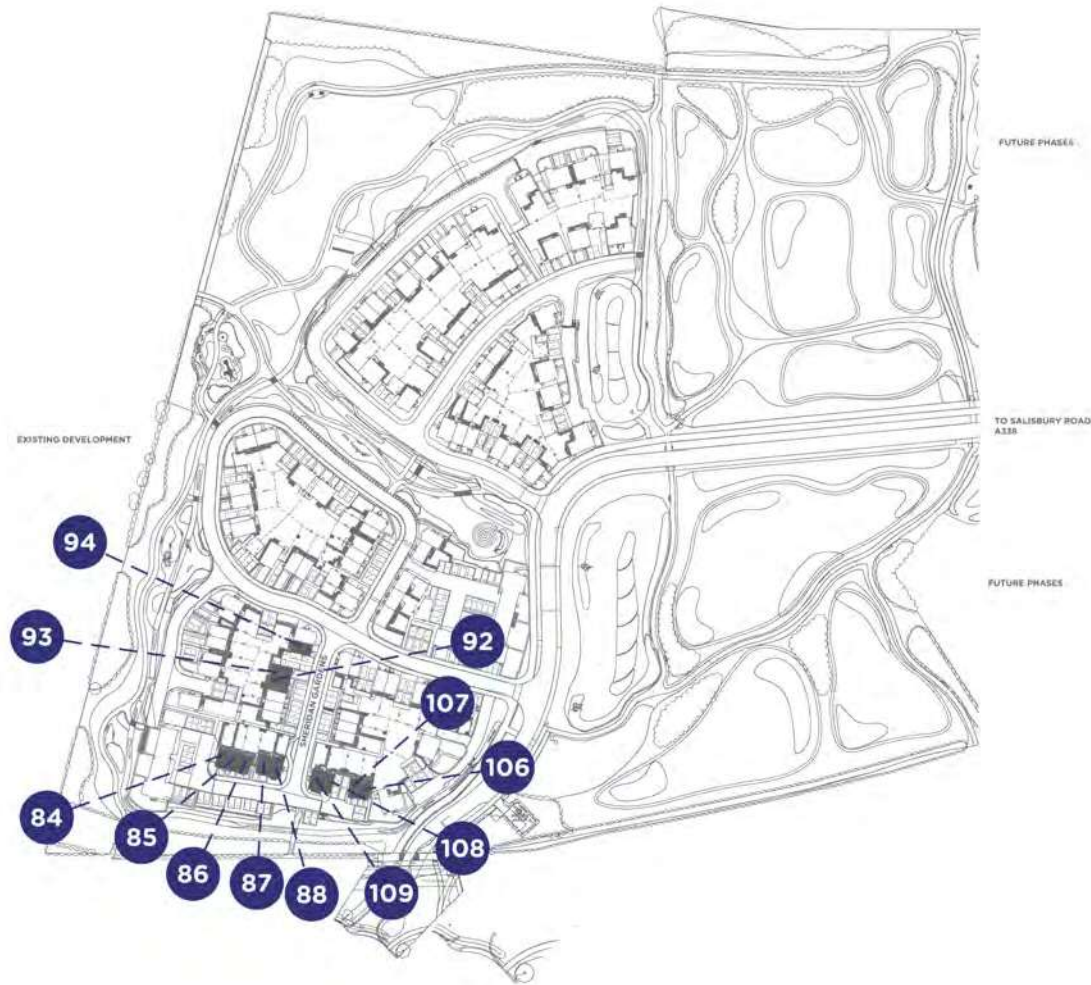 FUTURE PHASES
TO SALISBURY ROAD
A338
EXISTING DEVELOPMENT
94
93
92
SHERIDAN GARDENS
107
106
84
85
108
86
87
88
109
FUTURE PHASES